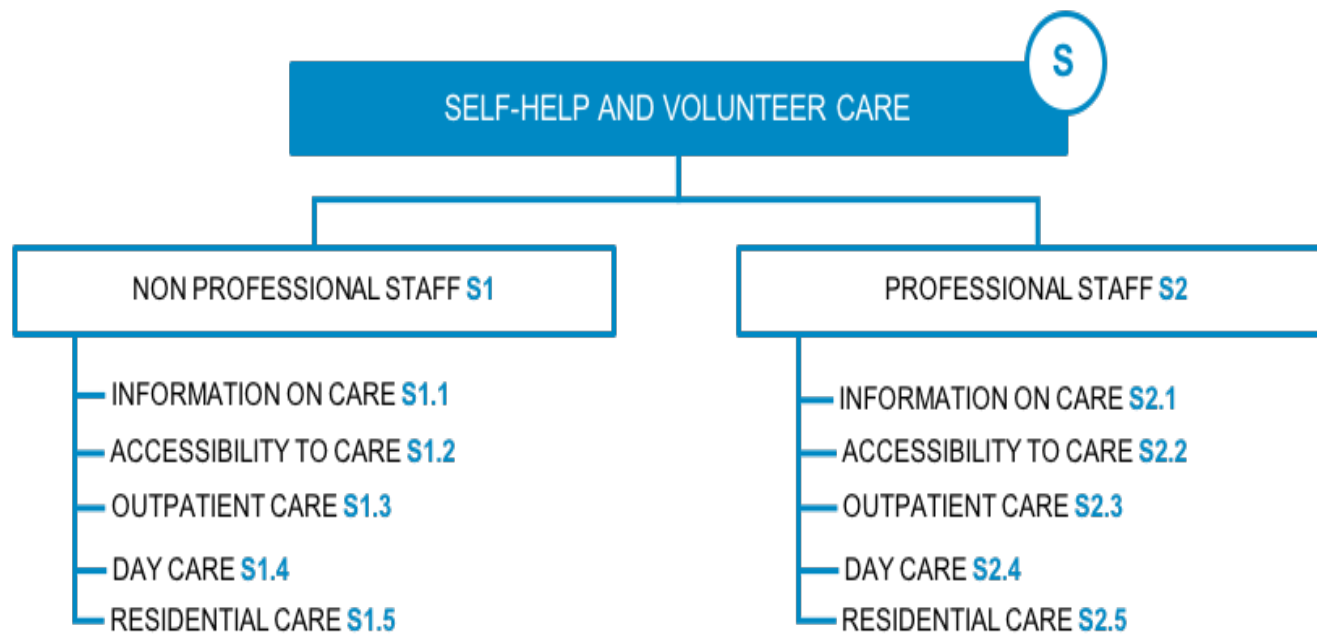 S
SELF-HELP AND VOLUNTEER CARE
NON PROFESSIONAL STAFF S1
INFORMATION ON CARE S1.1
ACCESSIBILITY TO CARE S1.2
OUTPATIENT CARE S1.3
DAY CARE S1.4
RESIDENTIAL CARE S1.5
PROFESSIONAL STAFF S2
INFORMATION ON CARE S2.1
ACCESSIBILITY TO CARE S2.2
OUTPATIENT CARE S2.3
DAY CARE S2.4
RESIDENTIAL CARE S2.5